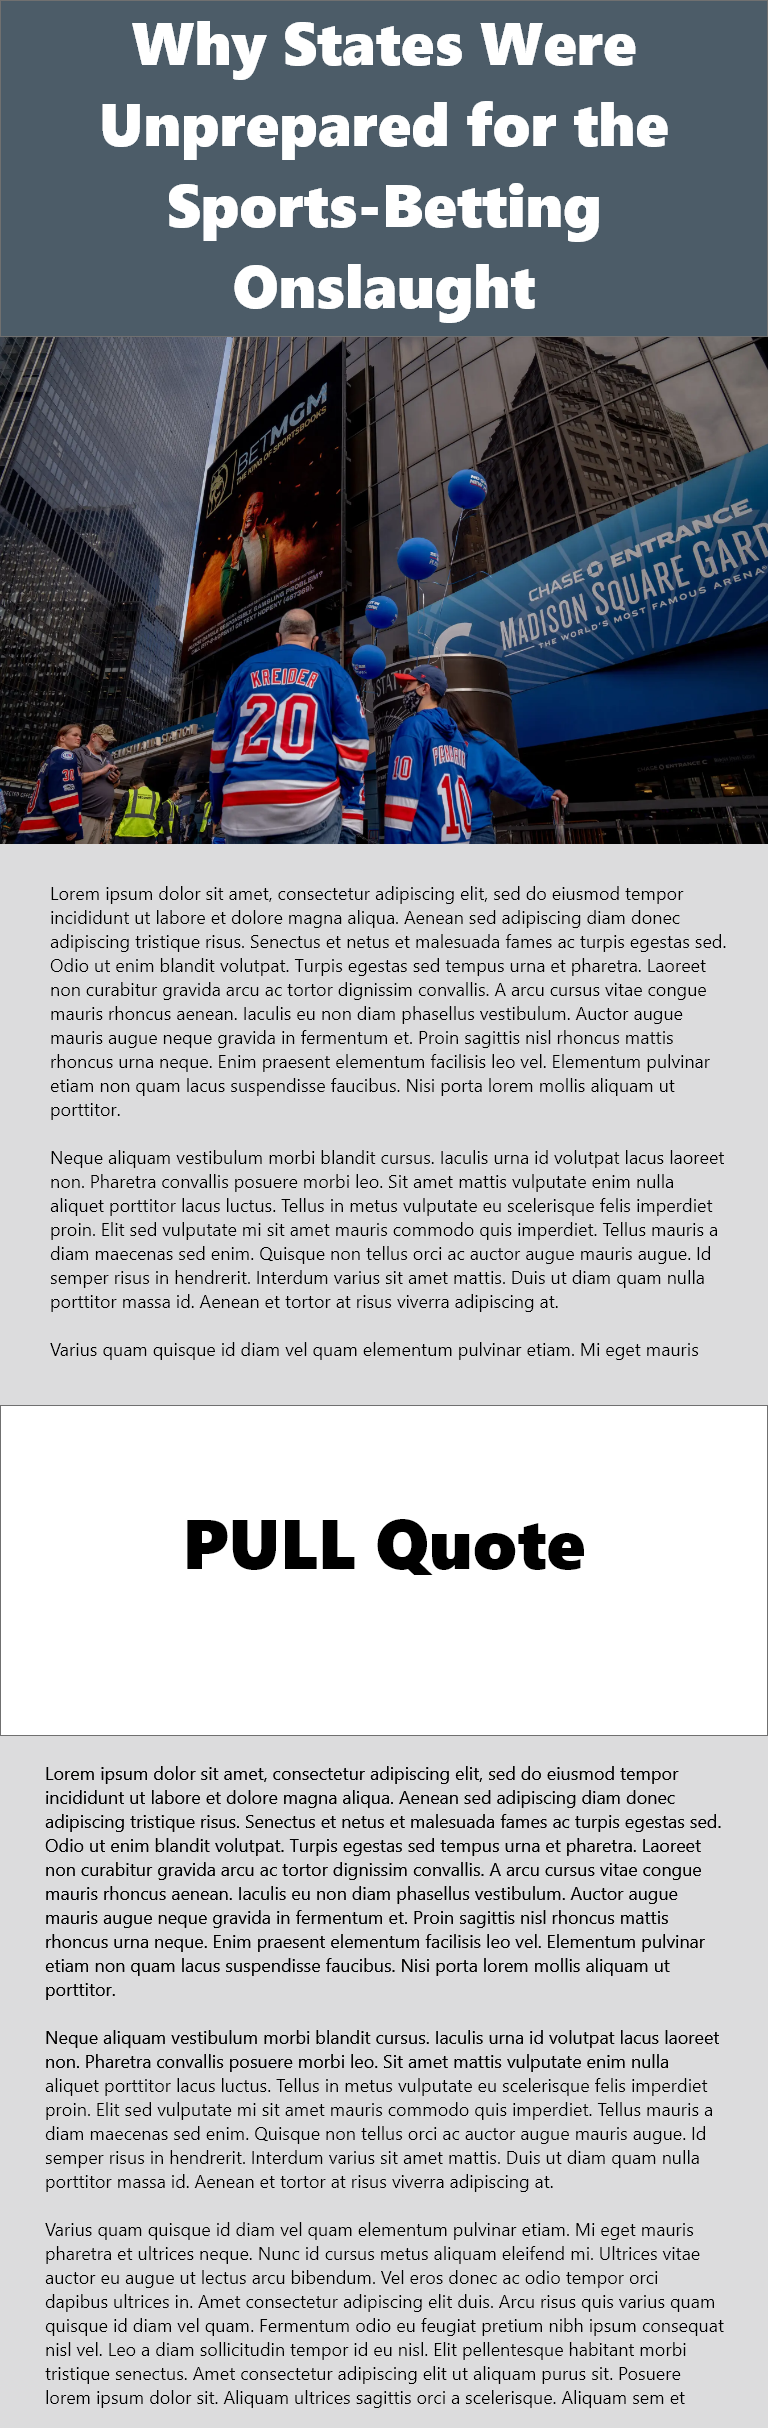 Why States Were
Unprepared for the
Sports-Betting
Onslaught
BETMGM
THE KING OF SPORTSBOOKS
CHASE ENTRANCE
MADISON SQUARE GARD
THE WORLD'S MOST FAMOUS ARENA
KREIDER
20
10
10
30
Lorem ipsum dolor sit amet, consectetur adipiscing elit, sed do eiusmod tempor
incididunt ut labore et dolore magna aliqua. Aenean sed adipiscing diam donec
adipiscing tristique risus. Senectus et netus et malesuada fames ac turpis egestas sed.
Odio ut enim blandit volutpat. Turpis egestas sed tempus urna et pharetra. Laoreet
non curabitur gravida arcu ac tortor dignissim convallis. A arcu cursus vitae congue
mauris rhoncus aenean. Iaculis eu non diam phasellus vestibulum. Auctor augue
mauris augue neque gravida in fermentum et. Proin sagittis nisl rhoncus mattis
rhoncus urna neque. Enim praesent elementum facilisis leo vel. Elementum pulvinar
etiam non quam lacus suspendisse faucibus. Nisi porta lorem mollis aliquam ut
porttitor.
Neque aliquam vestibulum morbi blandit cursus. Iaculis urna id volutpat lacus laoreet
non. Pharetra convallis posuere morbi leo. Sit amet mattis vulputate enim nulla
aliquet porttitor lacus luctus. Tellus in metus vulputate eu scelerisque felis imperdiet
proin. Elit sed vulputate mi sit amet mauris commodo quis imperdiet. Tellus mauris a
diam maecenas sed enim. Quisque non tellus orci ac auctor augue mauris augue. Id
semper risus in hendrerit. Interdum varius sit amet mattis. Duis ut diam quam nulla
porttitor massa id. Aenean et tortor at risus viverra adipiscing at.
Varius quam quisque id diam vel quam elementum pulvinar etiam. Mi eget mauris
PULL Quote
Lorem ipsum dolor sit amet, consectetur adipiscing elit, sed do eiusmod tempor
incididunt ut labore et dolore magna aliqua. Aenean sed adipiscing diam donec
adipiscing tristique risus. Senectus et netus et malesuada fames ac turpis egestas sed.
Odio ut enim blandit volutpat. Turpis egestas sed tempus urna et pharetra. Laoreet
non curabitur gravida arcu ac tortor dignissim convallis. A arcu cursus vitae congue
mauris rhoncus aenean. Iaculis eu non diam phasellus vestibulum. Auctor augue
mauris augue neque gravida in fermentum et. Proin sagittis nisl rhoncus mattis
rhoncus urna neque. Enim praesent elementum facilisis leo vel. Elementum pulvinar
etiam non quam lacus suspendisse faucibus. Nisi porta lorem mollis aliquam ut
porttitor.
Neque aliquam vestibulum morbi blandit cursus. Iaculis urna id volutpat lacus laoreet
non. Pharetra convallis posuere morbi leo. Sit amet mattis vulputate enim nulla
aliquet porttitor lacus luctus. Tellus in metus vulputate eu scelerisque felis imperdiet
proin. Elit sed vulputate mi sit amet mauris commodo quis imperdiet. Tellus mauris a
diam maecenas sed enim. Quisque non tellus orci ac auctor augue mauris augue. Id
semper risus in hendrerit. Interdum varius sit amet mattis. Duis ut diam quam nulla
porttitor massa id. Aenean et tortor at risus viverra adipiscing at.
Varius quam quisque id diam vel quam elementum pulvinar etiam. Mi eget mauris
pharetra et ultrices neque. Nunc id cursus metus aliquam eleifend mi. Ultrices vitae
auctor eu augue ut lectus arcu bibendum. Vel eros donec ac odio tempor orci
dapibus ultrices in. Amet consectetur adipiscing elit duis. Arcu risus quis varius quam
quisque id diam vel quam. Fermentum odio eu feugiat pretium nibh ipsum consequat
nisl vel. Leo a diam sollicitudin tempor id eu nisl. Elit pellentesque habitant morbi
tristique senectus. Amet consectetur adipiscing elit ut aliquam purus sit. Posuere
lorem ipsum dolor sit. Aliquam ultrices sagittis orci a scelerisque. Aliquam sem et